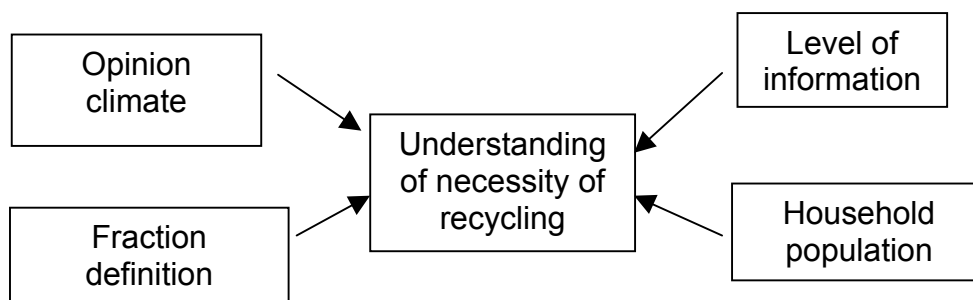 Opinion
climate
Level of
information
Understanding
of necessity of
recycling
Fraction
definition
Household
population